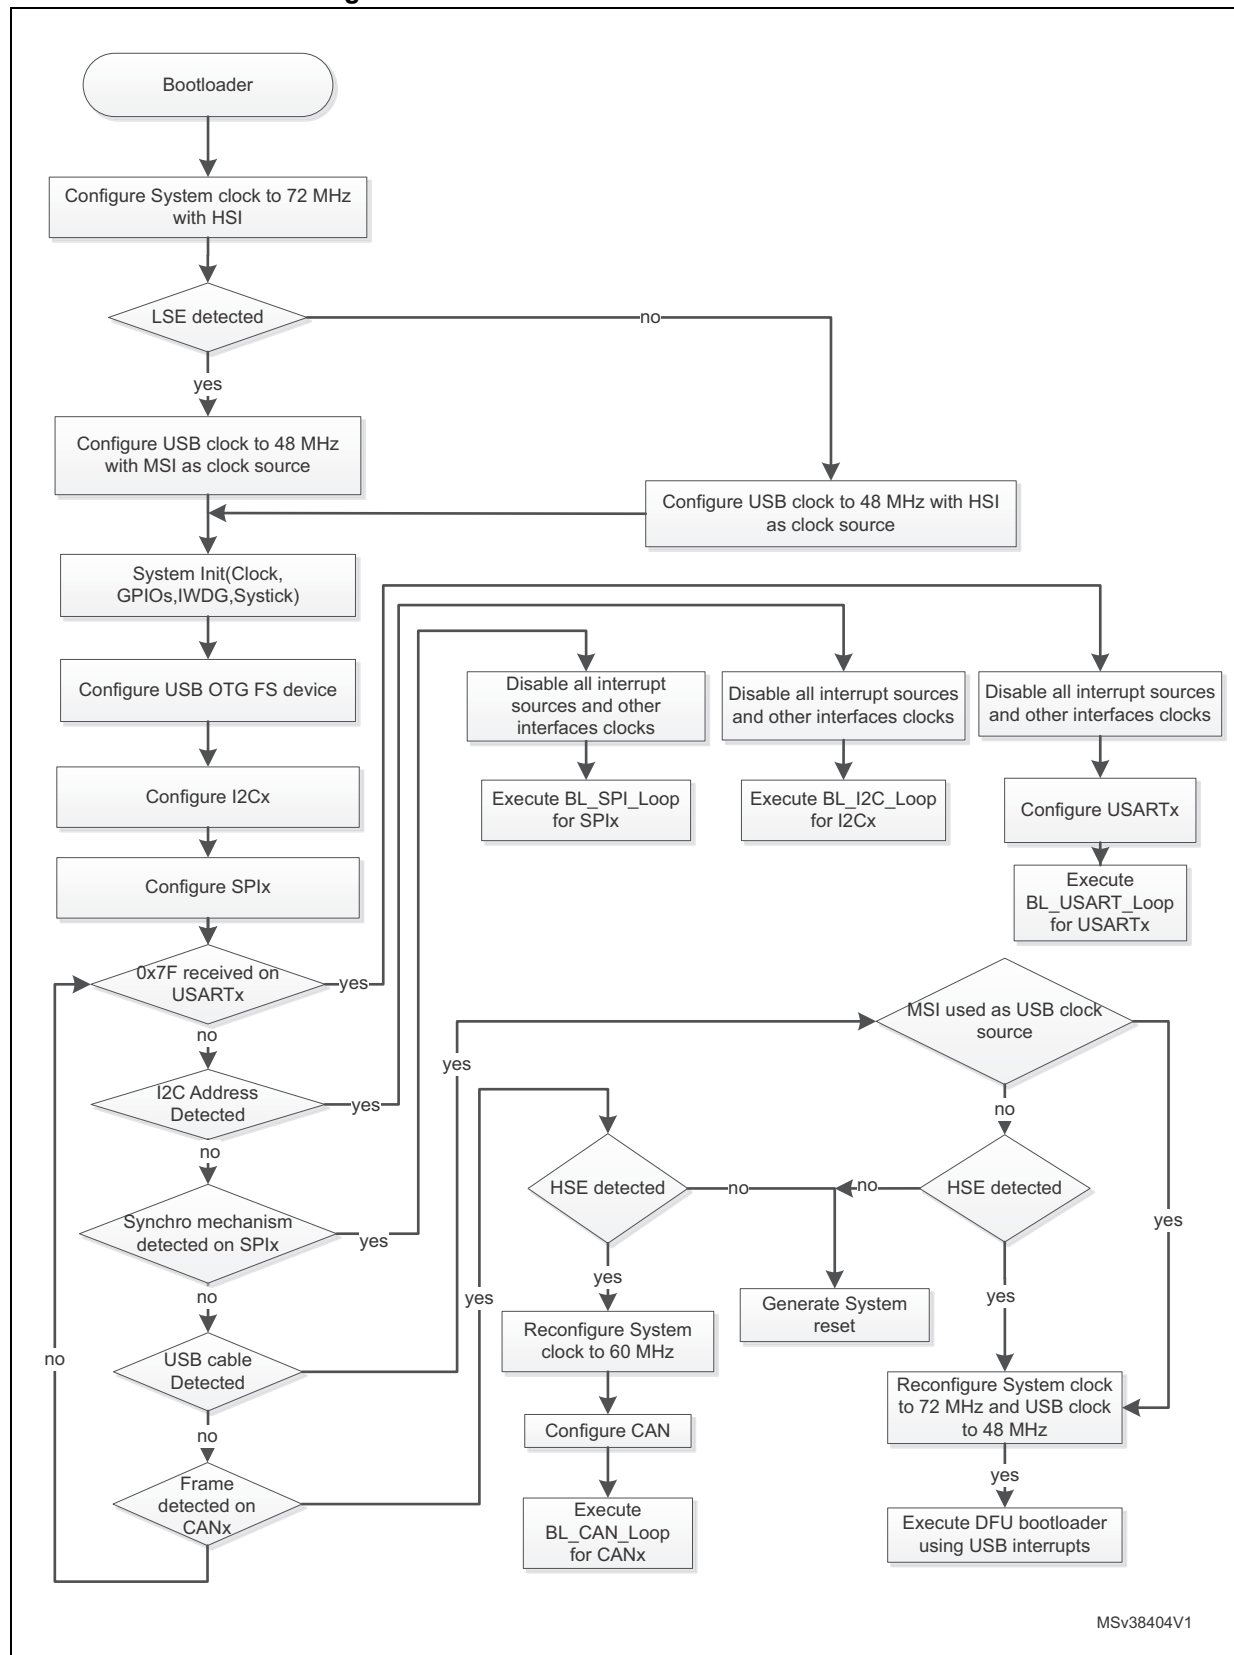 Bootloader
Configure System clock to 72 MHz
with HSI
LSE detected
no
yes
Configure USB clock to 48 MHz
with MSI as clock source
Configure USB clock to 48 MHz with HSI
as clock source
System Init(Clock,
GPIOs,IWDG,Systick)
Configure USB OTG FS device
Disable all interrupt
sources and other
interfaces clocks
Disable all interrupt sources
and other interfaces clocks
Disable all interrupt sources
and other interfaces clocks
Configure I2Cx
Execute BL_SPI_Loop
for SPIx
Execute BL_I2C_Loop
for I2Cx
Configure USARTx
Configure SPIx
Execute
BL_USART_Loop
for USARTx
0x7F received on
USARTx
yes
no
MSI used as USB clock
source
yes
yes
no
I2C Address
Detected
yes
no
HSE detected
no
no
HSE detected
yes
Synchro mechanism
detected on SPIx
yes
no
yes
yes
yes
Generate System
reset
Reconfigure System
clock to 60 MHz
no
USB cable
Detected
no
Reconfigure System clock
to 72 MHz and USB clock
to 48 MHz
Configure CAN
yes
Frame
detected on
CANx
Execute
BL_CAN_Loop
for CANx
Execute DFU bootloader
using USB interrupts
MSv38404V1